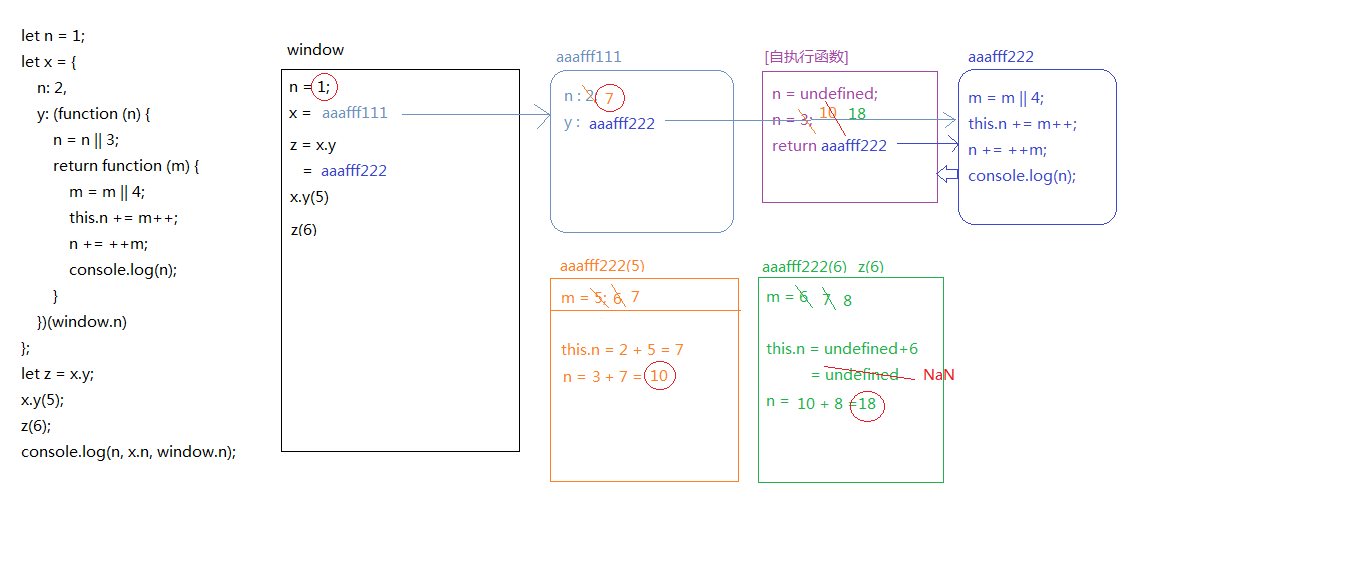 let n = 1;
let x = {
n: 2,
y: (function (n) {
n = n || 3;
return function (m) {
m = m || 4;
this.n += m++;
n += ++m;
console.log(n);
}
})(window.n)
};
let z = x.y;
x.y(5);
z(6);
console.log(n, x.n, window.n);
window
n = 1;
x = aaafff111
z = x.y
= aaafff222
x.y(5)
z(6)
aaafff111
n : 2; 7
y : aaafff222
[自执行函数]
n = undefined;
n = 3; 10 18
return aaafff222
aaafff222
m = m || 4;
this.n += m++;
n += ++m;
console.log(n);
aaafff222(5)
m = 5; 6 7
this.n = 2 + 5 = 7
n = 3 + 7 = 10
aaafff222(6) z(6)
m = 6 7 8
this.n = undefined+6
= undefined NaN
n = 10 + 8 =18